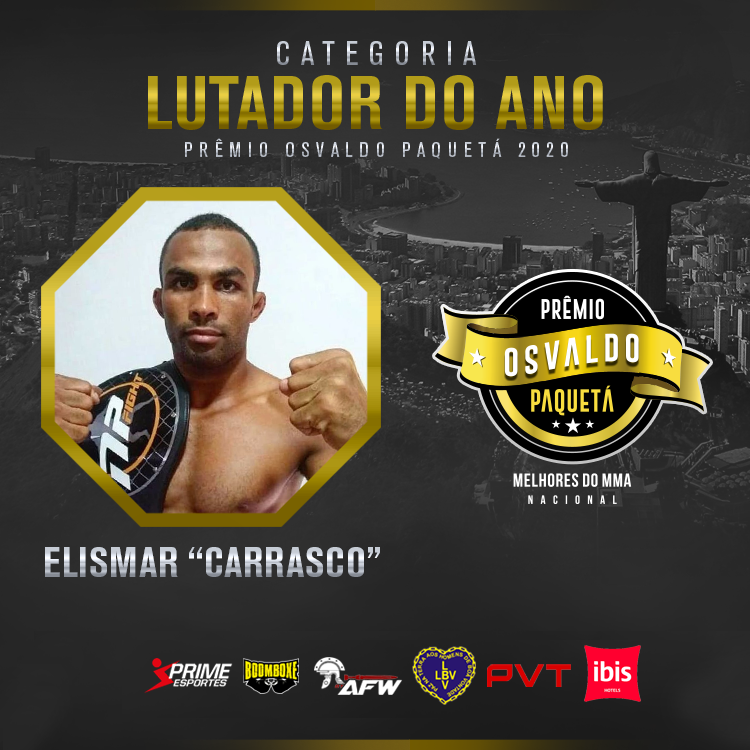 CATEGORIA
LUTADOR DO ANO
PRÊMIO OSVALDO PAQUETÁ 2020
FIGHT
PRÊMIO
OSVALDO
PAQUETÁ
MELHORES DO MMA
NACIONAL
ELISMAR “CARRASCO”
PRIME
ESPORTES
BOOMBOXE
AFW
LBV
PVT
ibis
HOTELS